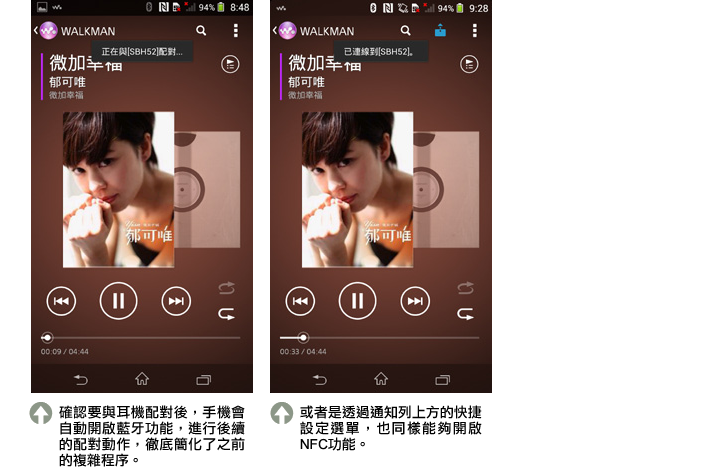 94% 8:48
WALKMAN
正在與[SBH52]配對...
微加幸福
郁可唯
微加幸福
郁可唯
00:09 / 04:44
確認要與耳機配對後，手機會
自動開啟藍牙功能，進行後續
的配對動作，徹底簡化了之前
的複雜程序。
94% 9:28
WALKMAN
已連線到[SBH52]。
微加幸福
郁可唯
微加幸福
郁可唯
00:33 / 04:44
或者是透過通知列上方的快捷
設定選單，也同樣能夠開啟
NFC功能。